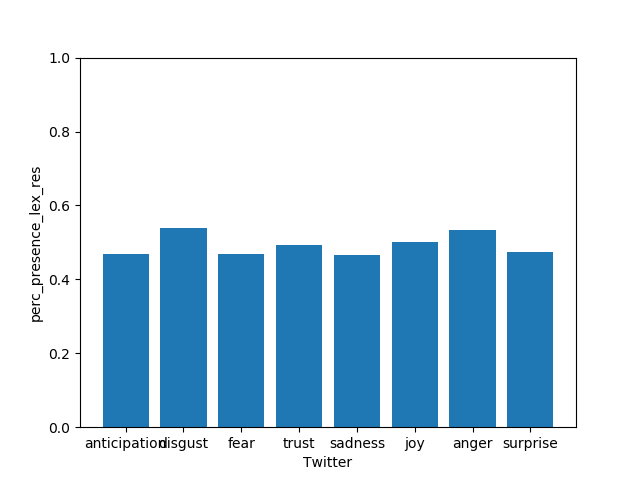 1.0
0.8
0.6
0.4
0.2
0.0
perc_presence_lex_res
anticipation disgust fear trust sadness joy anger surprise
Twitter